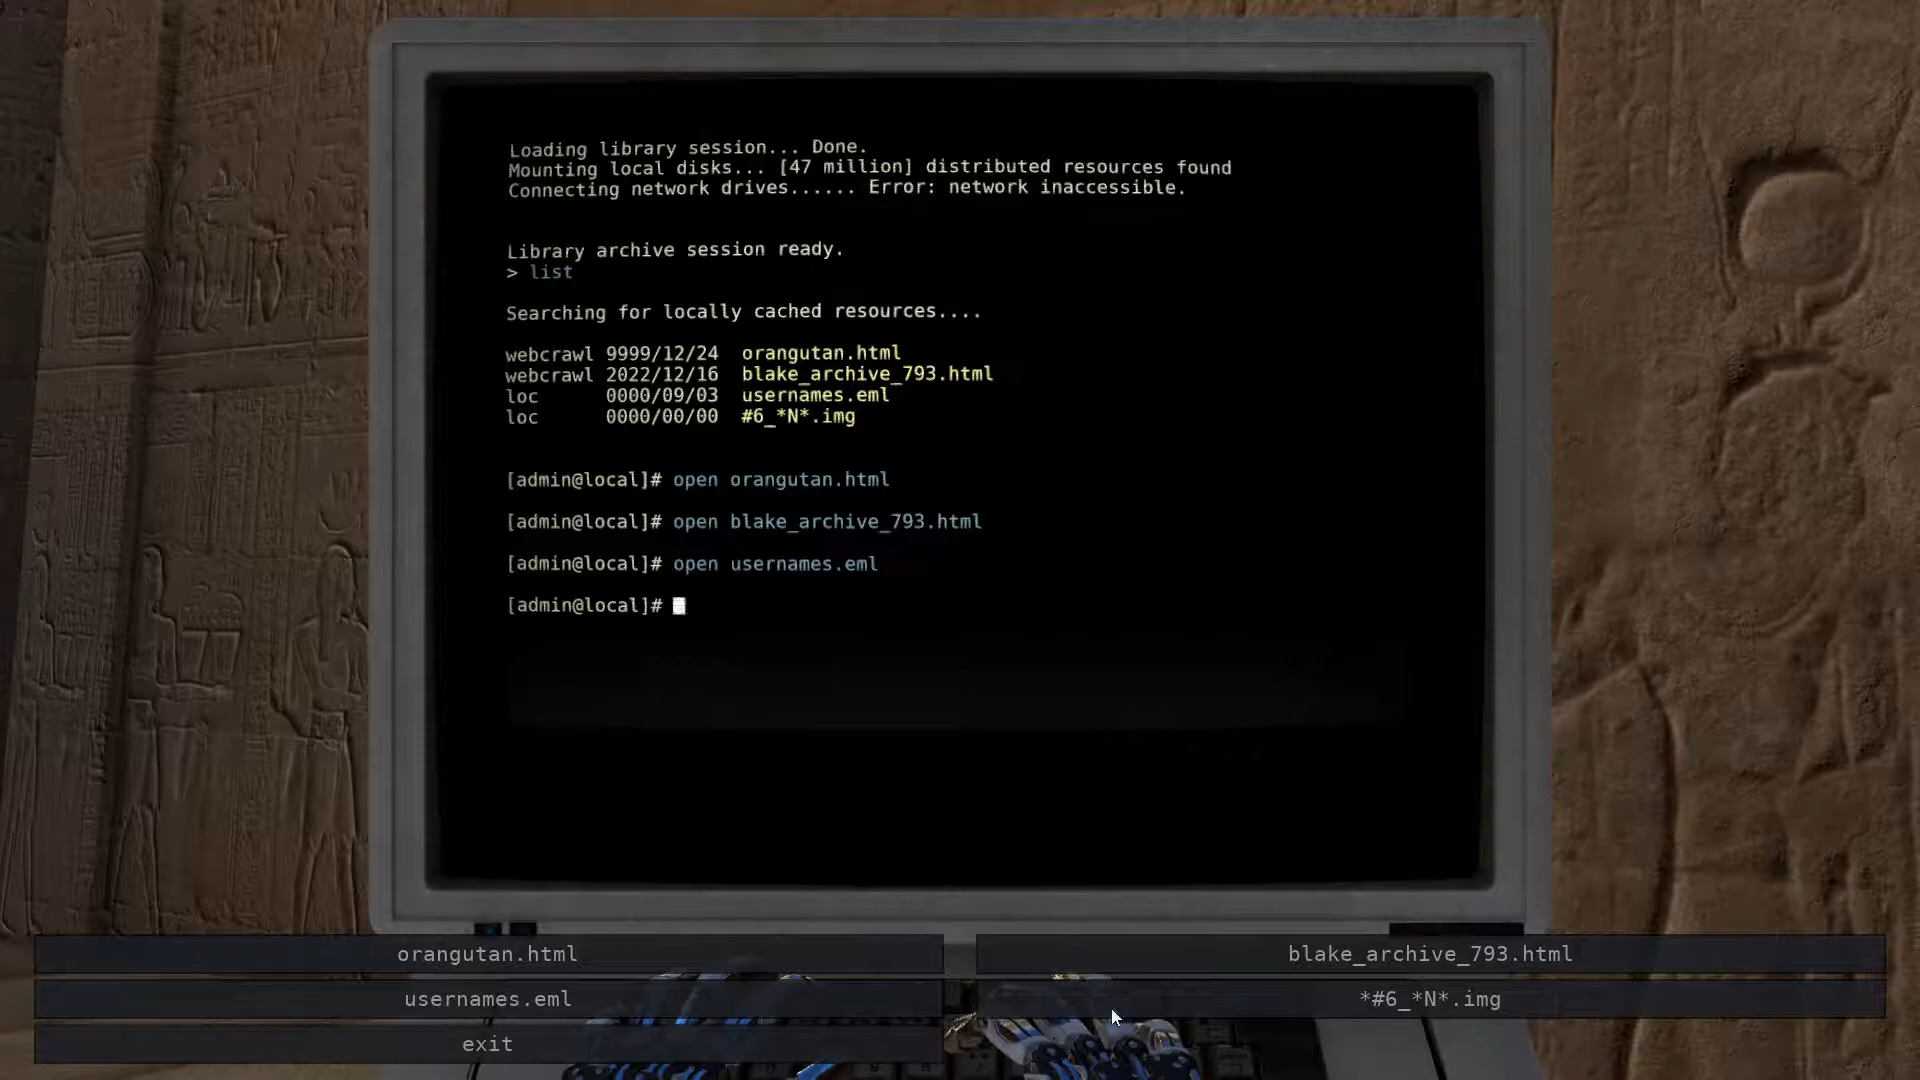 Loading library session... Done.
Mounting local disks... [47 million] distributed resources found
Connecting network drives...... Error: network inaccessible.
Library archive session ready.
> list
Searching for locally cached resources....
webcrawl 9999/12/24 orangutan.html
webcrawl 2022/12/16 blake_archive_793.html
loc 0000/09/03 usernames.eml
loc 0000/00/00 #6_*N*.img
[admin@local]# open orangutan.html
[admin@local]# open blake_archive_793.html
[admin@local]# open usernames.eml
[admin@local]#
orangutan.html
blake_archive_793.html
usernames.eml
*#6_*N*.img
exit